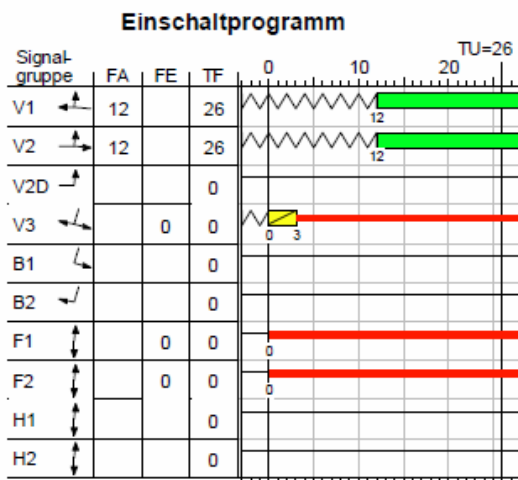 Einschaltprogramm
TU=26
Signal-
gruppe FA FE TF 0 10 20
V1 12 26
12
V2 12 26
12
V2D 0
V3 0 0
0 3
B1 0
B2 0
F1 0 0
0
F2 0 0
0
H1 0
H2 0